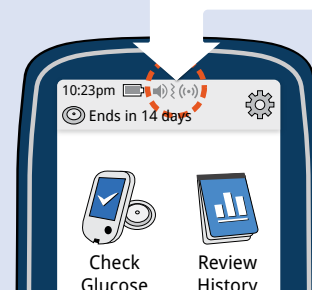 10:23pm
Ends in 14 days
Check
Glucose
Review
History